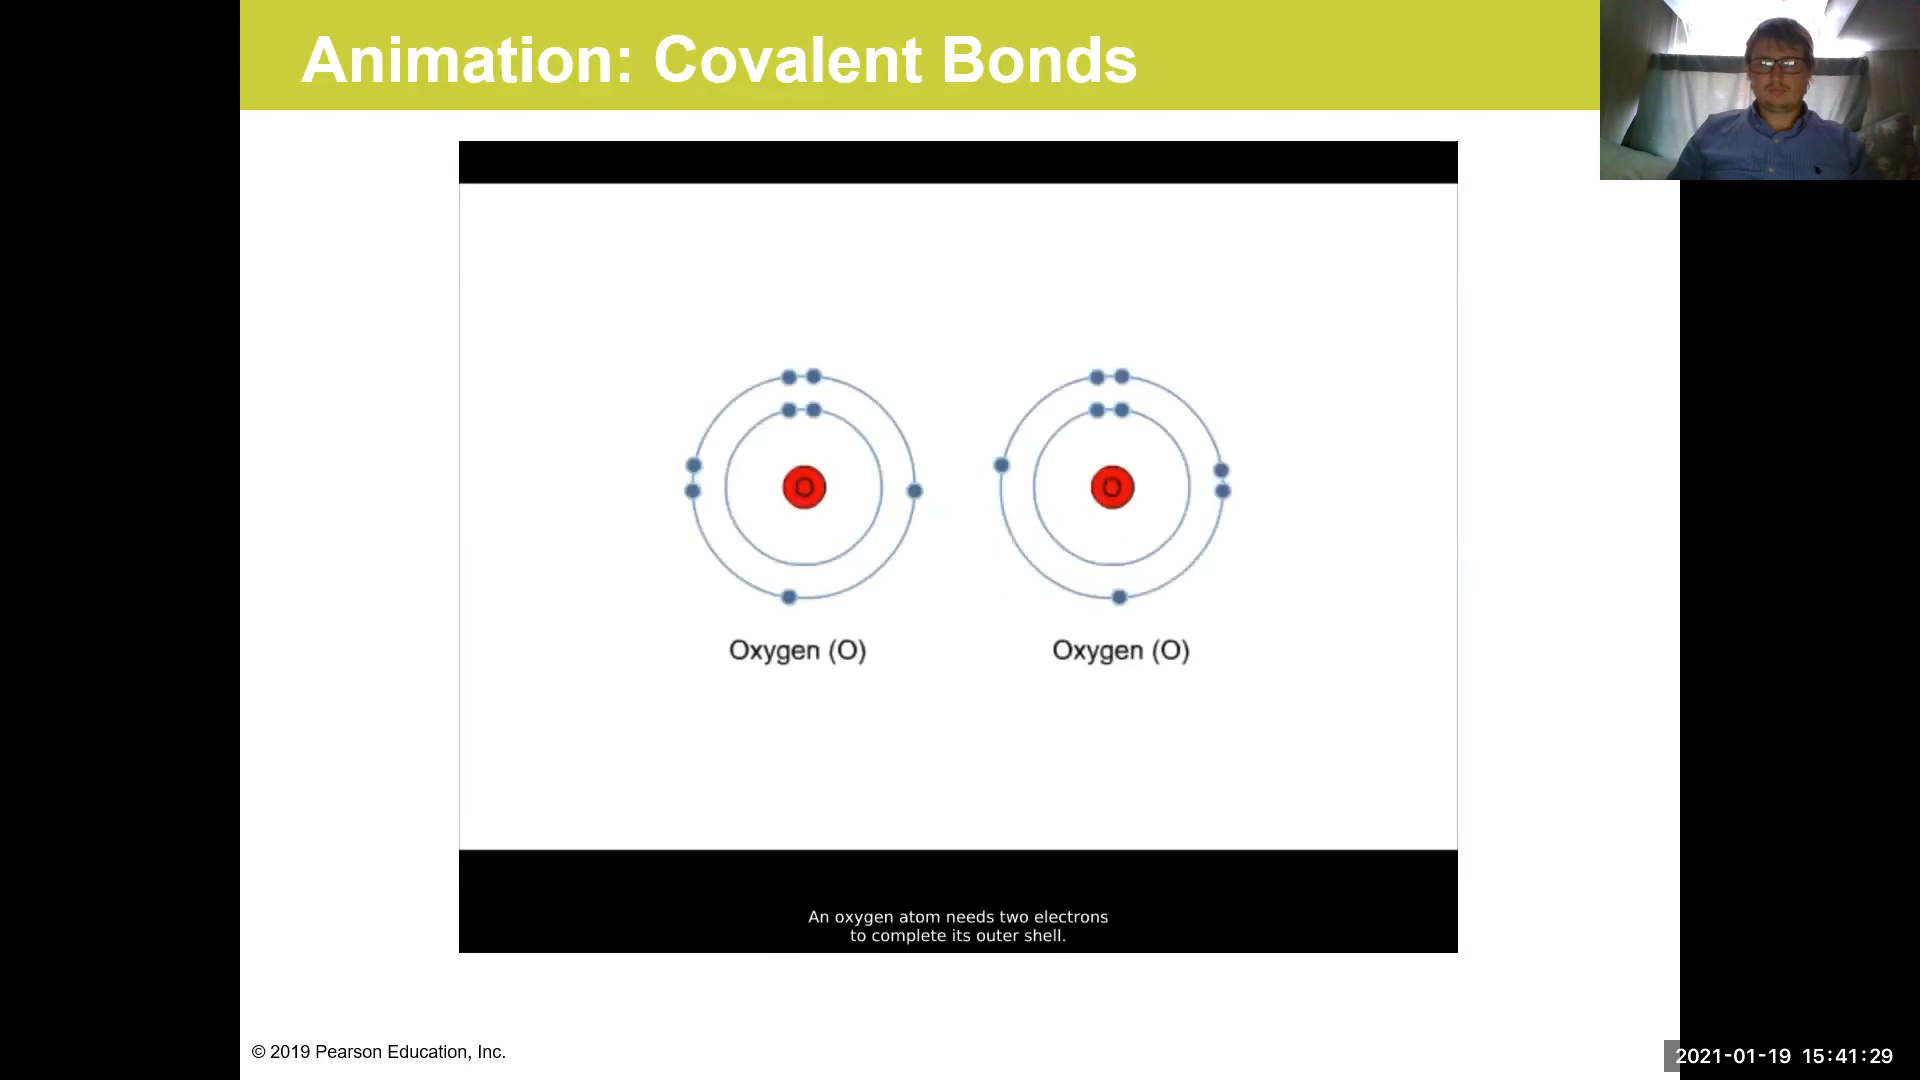 Animation: Covalent Bonds
O
O
Oxygen (O)
Oxygen (O)
An oxygen atom needs two electrons
to complete its outer shell.
© 2019 Pearson Education, Inc.
2021-01-19 15:41:29